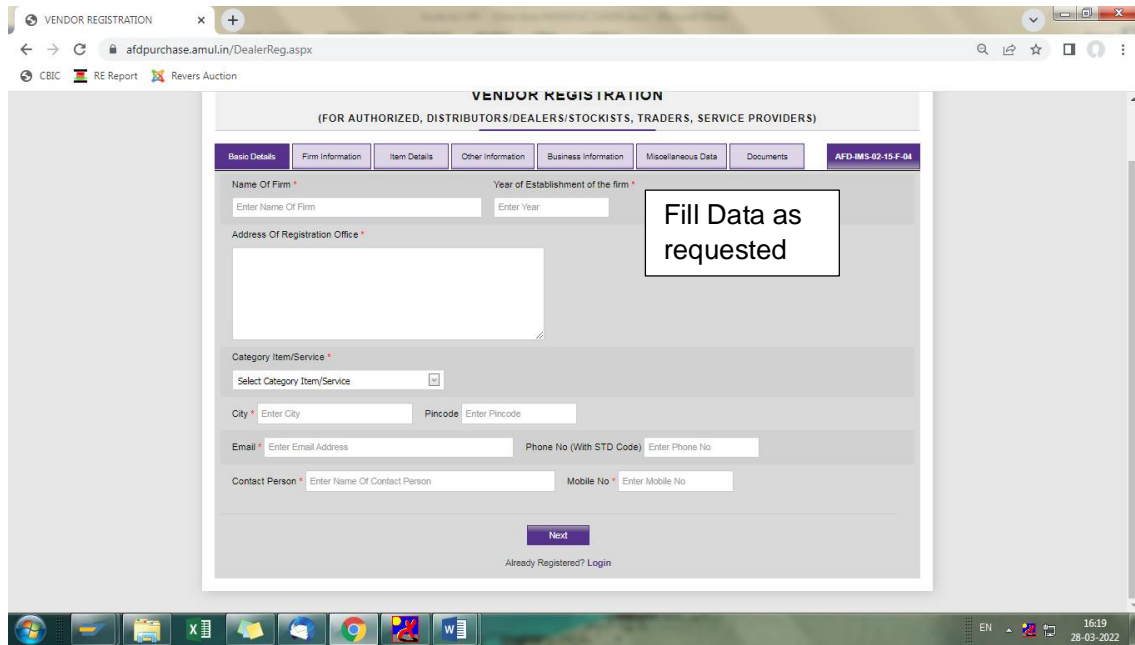 VENDOR REGISTRATION
afdpurchase.amul.in/DealerReg.aspx
CBIC RE Report Revers Auction
VENDOR REGISTRATION
(FOR AUTHORIZED, DISTRIBUTORS/DEALERS/STOCKISTS, TRADERS, SERVICE PROVIDERS)
Basic Details Firm Information Item Details Other Information Business Information Miscellaneous Data Documents AFD-IMS-02-15-F-04
Name Of Firm * Year of Establishment of the firm *
Enter Name Of Firm Enter Year
Fill Data as
requested
Address Of Registration Office *
Category Item/Service *
Select Category Item/Service
City * Enter City Pincode Enter Pincode
Email * Enter Email Address Phone No (With STD Code) Enter Phone No
Contact Person * Enter Name Of Contact Person Mobile No * Enter Mobile No
Next
Already Registered? Login
EN 16:19
28-03-2022